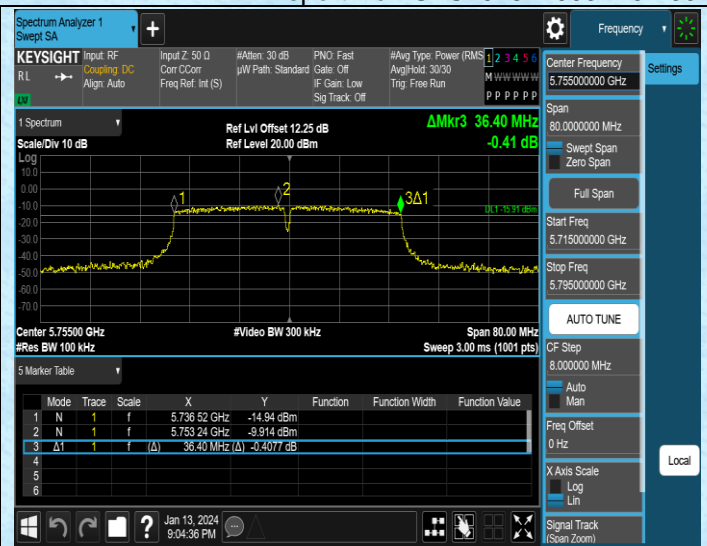 Spectrum Analyzer 1
Swept SA
Frequency
KEYSIGHT
RL
LXI
Input: RF
Coupling: DC
Align: Auto
Input Z: 50 Ω
Corr CCorr
Freq Ref: Int (S)
#Atten: 30 dB
µW Path: Standard
PNO: Fast
Gate: Off
IF Gain: Low
Sig Track: Off
#Avg Type: Power (RMS
Avg|Hold: 30/30
Trig: Free Run
1 2 3 4 5 6
M W W W W W
P P P P P P
1 Spectrum
Scale/Div 10 dB
Ref Lvl Offset 12.25 dB
Ref Level 20.00 dBm
ΔMkr3 36.40 MHz
-0.41 dB
Log
10.0
0.00
-10.0
-20.0
-30.0
-40.0
-50.0
-60.0
-70.0
1
2
3Δ1
DL1 -15.91 dBm
Center 5.75500 GHz
#Video BW 300 kHz
Span 80.00 MHz
#Res BW 100 kHz
Sweep 3.00 ms (1001 pts)
5 Marker Table
Mode Trace Scale X Y Function Function Width Function Value
1 N 1 f 5.736 52 GHz -14.94 dBm
2 N 1 f 5.753 24 GHz -9.914 dBm
3 Δ1 1 f (Δ) 36.40 MHz (Δ) -0.4077 dB
4
5
6
Jan 13, 2024
9:04:36 PM
Center Frequency
5.755000000 GHz
Settings
Span
80.0000000 MHz
Swept Span
Zero Span
Full Span
Start Freq
5.715000000 GHz
Stop Freq
5.795000000 GHz
AUTO TUNE
CF Step
8.000000 MHz
Auto
Man
Freq Offset
0 Hz
X Axis Scale
Log
Lin
Local
Signal Track
(Span Zoom)